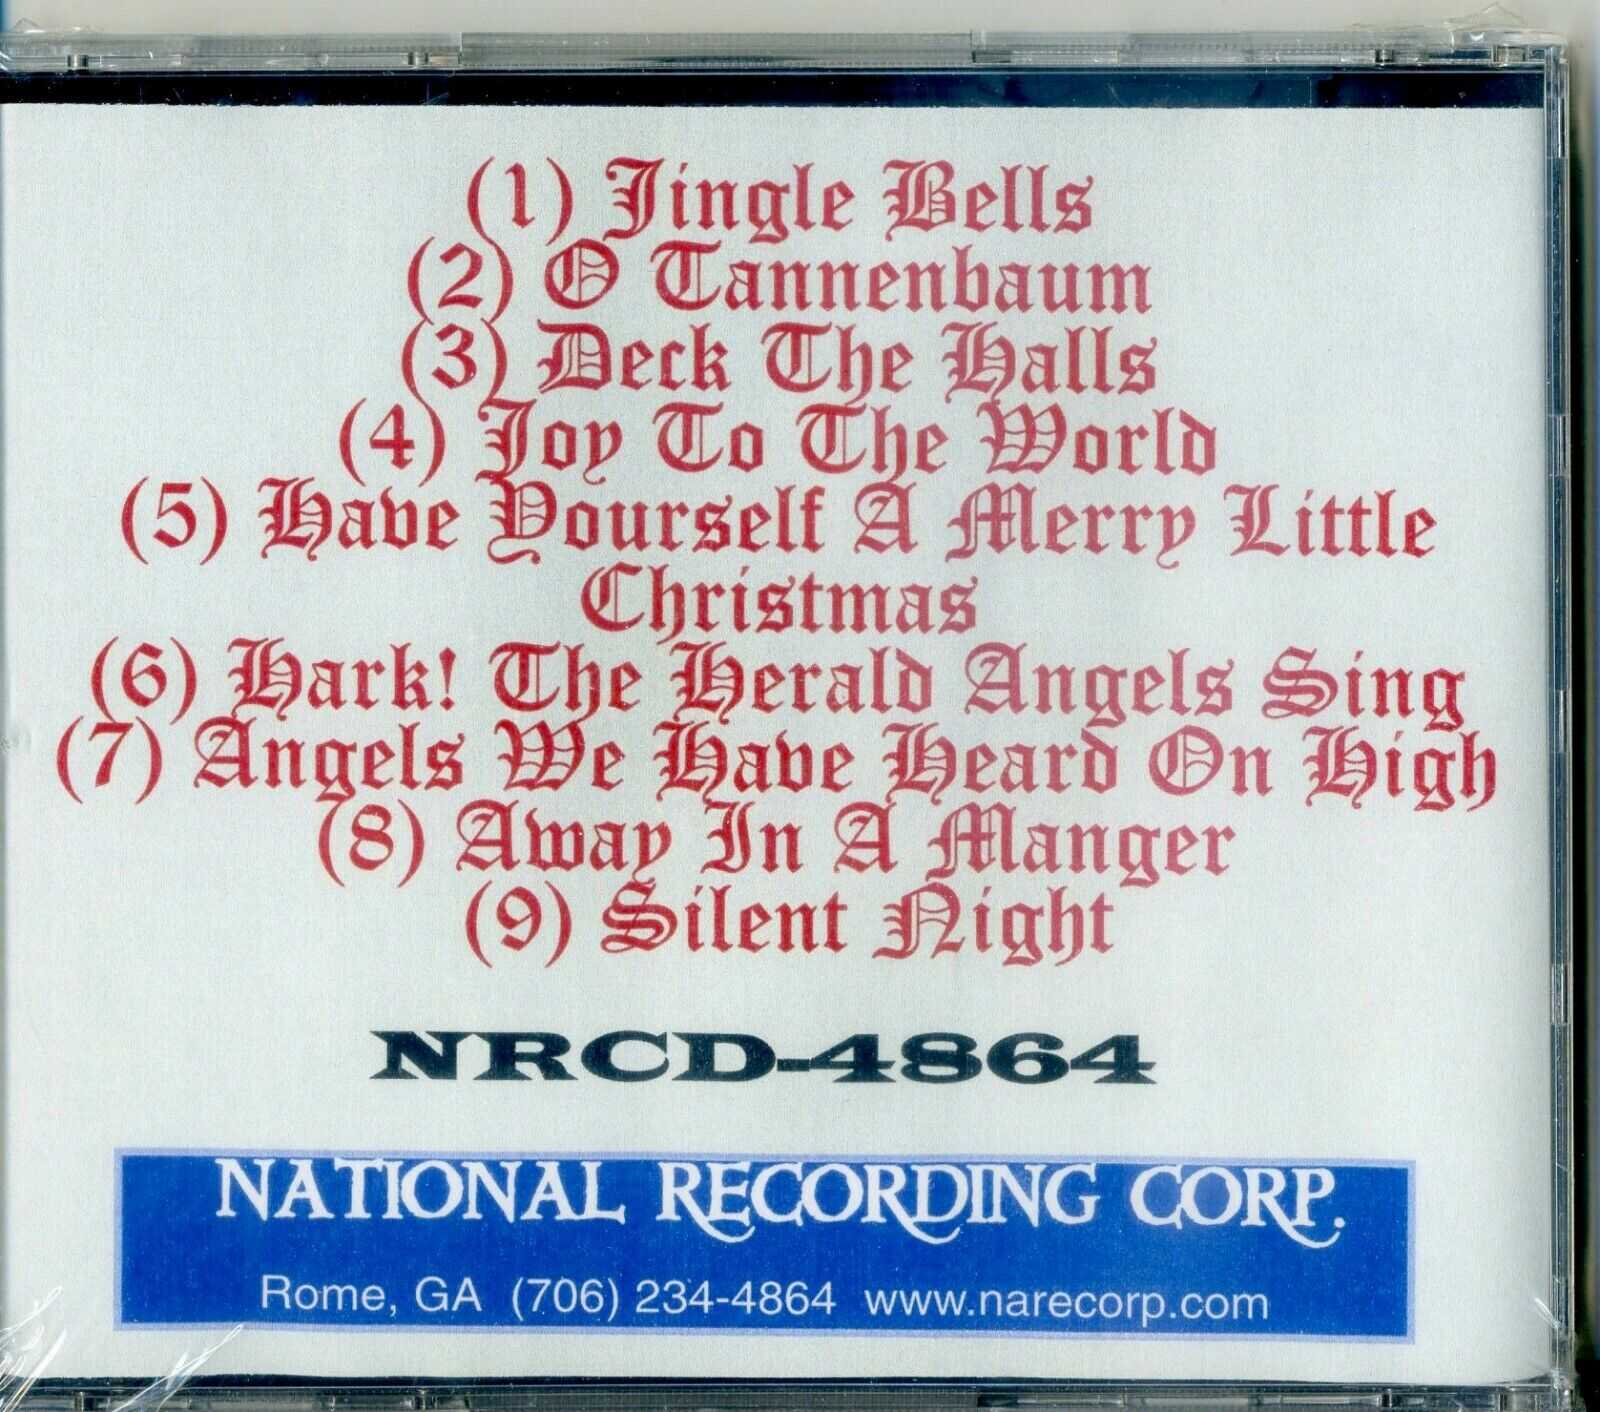 (1) Jingle Bells
(2) O Tannenbaum
(3) Deck The Halls
(4) Joy To The World
(5) Have Yourself A Merry Little
Christmas
(6) Hark! The Herald Angels Sing
(7) Angels We Have Heard On High
(8) Away In A Manger
(9) Silent Night
NRCD-4864
NATIONAL RECORDING CORP.
Rome, GA (706) 234-4864 www.narecorp.com